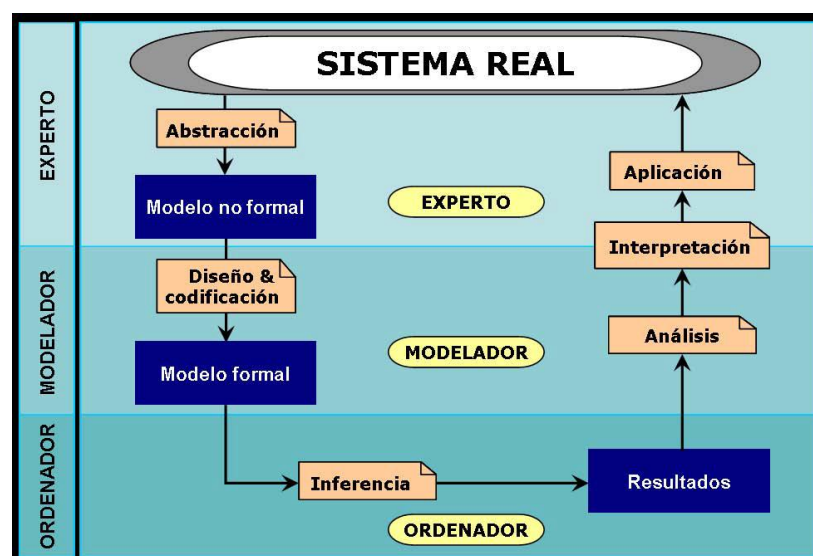 SISTEMA REAL
EXPERTO
Abstracción
Modelo no formal
EXPERTO
Aplicación
Interpretación
MODELADOR
Diseño &
codificación
Modelo formal
MODELADOR
Análisis
ORDENADOR
Inferencia
Resultados
ORDENADOR